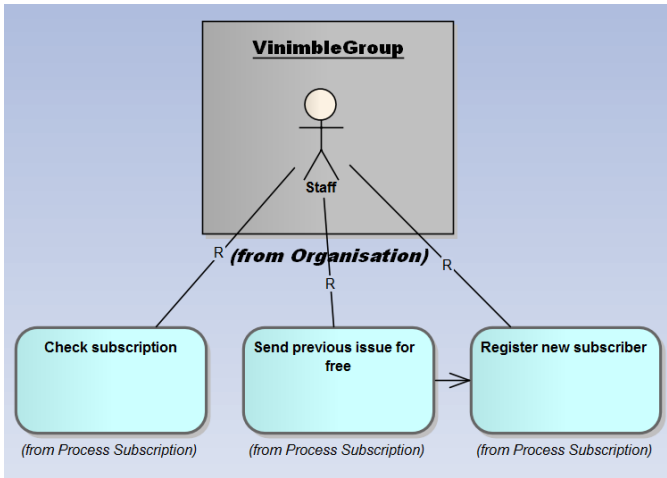 VinimbleGroup
Staff
(from Organisation)
R
R
R
Check subscription
Send previous issue for
free
Register new subscriber
(from Process Subscription)
(from Process Subscription)
(from Process Subscription)